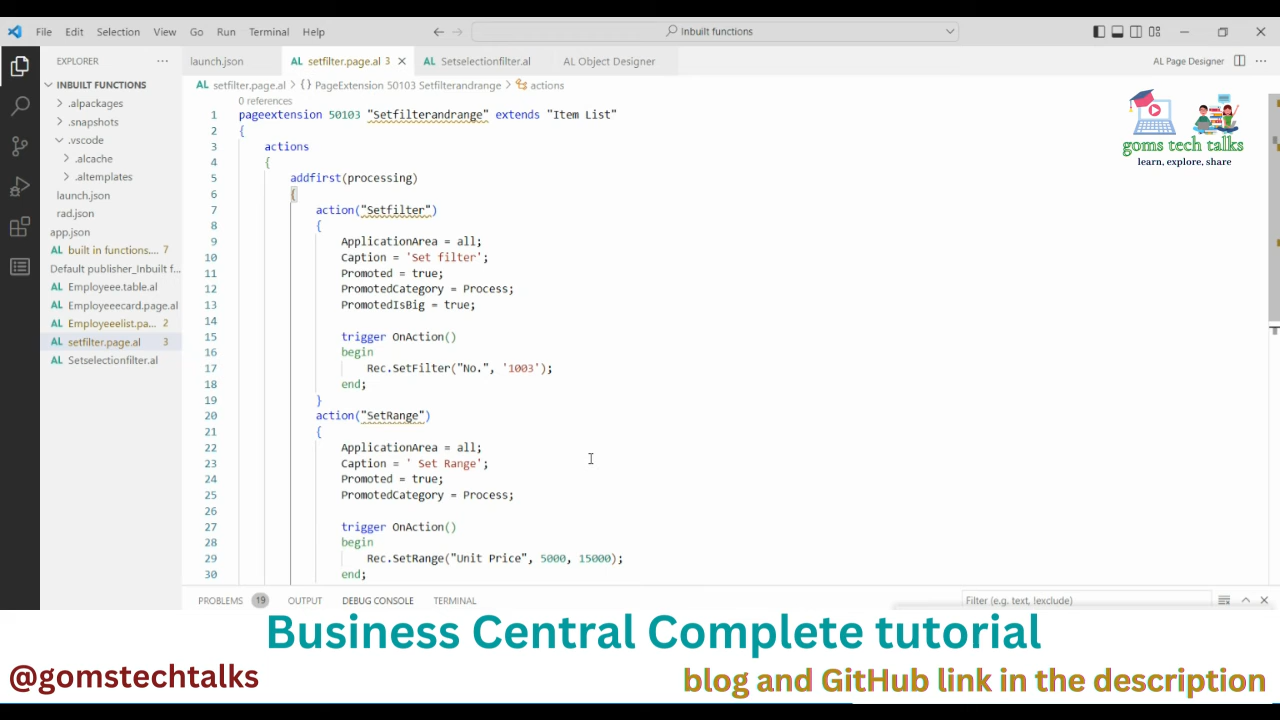 File Edit Selection View Go Run Terminal Help
Inbuilt functions
EXPLORER ...
launch.json
AL setfilter.page.al 3
AL Setselectionfilter.al
AL Object Designer
AL Page Designer
INBUILT FUNCTIONS
.alpackages
.snapshots
.vscode
.alcache
.altemplates
launch.json
rad.json
app.json
AL built in functions.... 7
Default publisher_Inbuilt f...
AL Employeee.table.al
AL Employeeecard.page.al
AL Employeeelist.pa... 2
AL setfilter.page.al 3
AL Setselectionfilter.al
AL setfilter.page.al > {} PageExtension 50103 Setfilterandrange > actions
0 references
1 pageextension 50103 "Setfilterandrange" extends "Item List"
2 {
3 actions
4 {
5 addfirst(processing)
6 {
7 action("Setfilter")
8 {
9 ApplicationArea = all;
10 Caption = 'Set filter';
11 Promoted = true;
12 PromotedCategory = Process;
13 PromotedIsBig = true;
14
15 trigger OnAction()
16 begin
17 Rec.SetFilter("No.", '1003');
18 end;
19 }
20 action("SetRange")
21 {
22 ApplicationArea = all;
23 Caption = ' Set Range';
24 Promoted = true;
25 PromotedCategory = Process;
26
27 trigger OnAction()
28 begin
29 Rec.SetRange("Unit Price", 5000, 15000);
30 end;
goms tech talks
learn, explore, share
PROBLEMS 19 OUTPUT DEBUG CONSOLE TERMINAL
Filter (e.g. text, !exclude)
Business Central Complete tutorial
@gomstechtalks
blog and GitHub link in the description